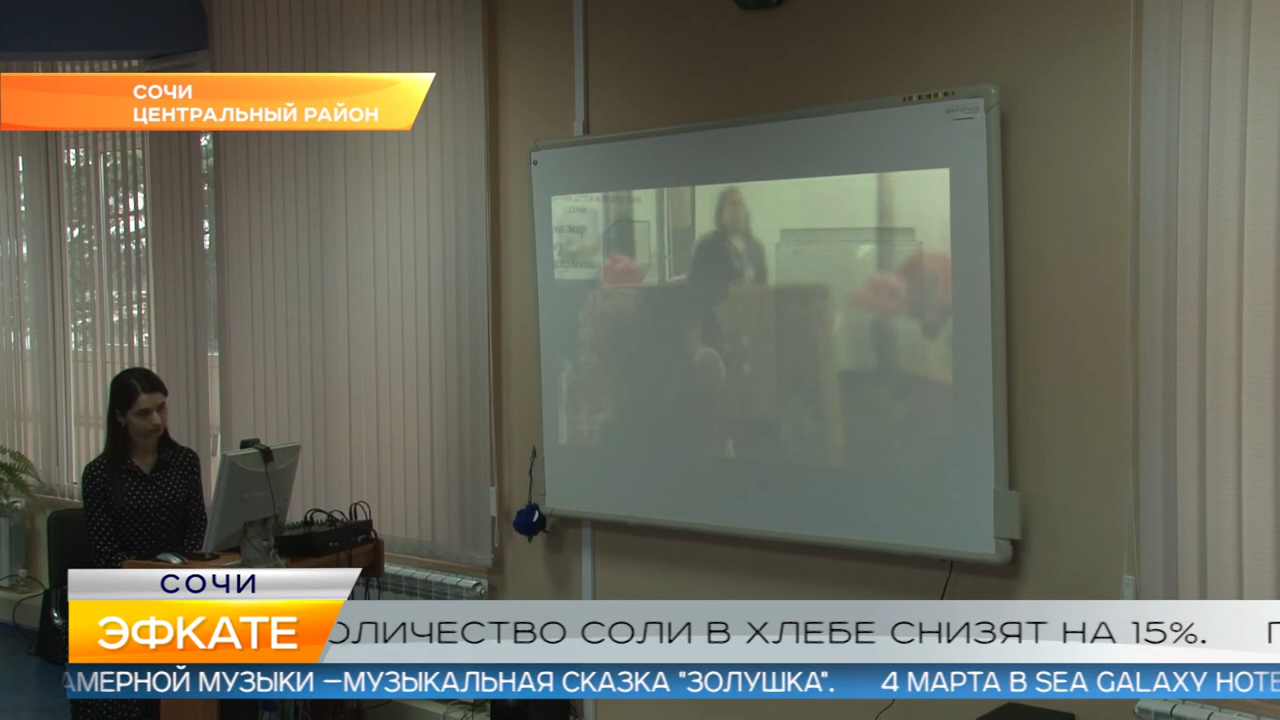 СОЧИ
ЦЕНТРАЛЬНЫЙ РАЙОН
СОЧИ
ЭФКАТЕ
ОЛИЧЕСТВО СОЛИ В ХЛЕБЕ СНИЗЯТ НА 15%.
АМЕРНОЙ МУЗЫКИ –МУЗЫКАЛЬНАЯ СКАЗКА "ЗОЛУШКА". 4 МАРТА В SEA GALAXY HOTE